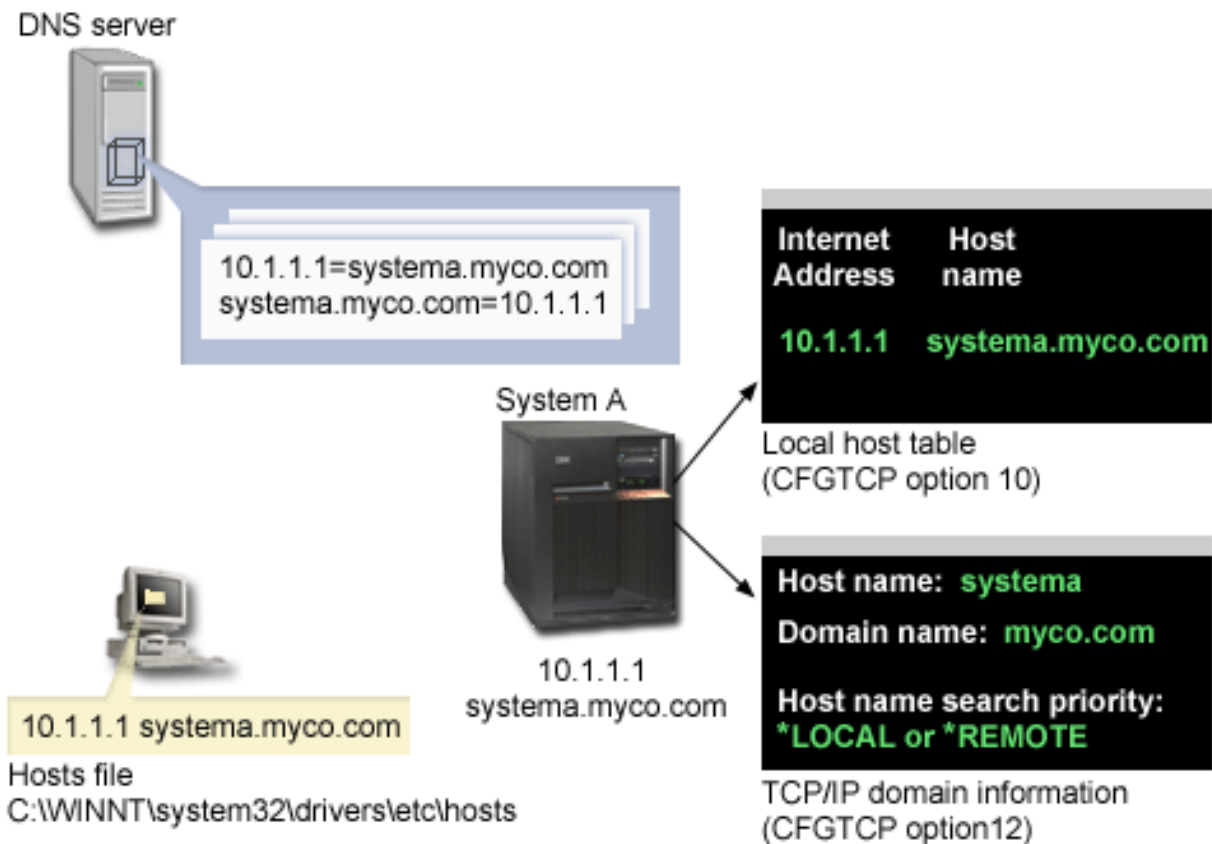 DNS server
10.1.1.1=systema.myco.com
systema.myco.com=10.1.1.1
Internet Address
Host name
10.1.1.1 systema.myco.com
Local host table
(CFGTCP option 10)
System A
IBM
10.1.1.1
systema.myco.com
Host name: systema
Domain name: myco.com
Host name search priority:
*LOCAL or *REMOTE
TCP/IP domain information
(CFGTCP option12)
10.1.1.1 systema.myco.com
Hosts file
C:\WINNT\system32\drivers\etc\hosts